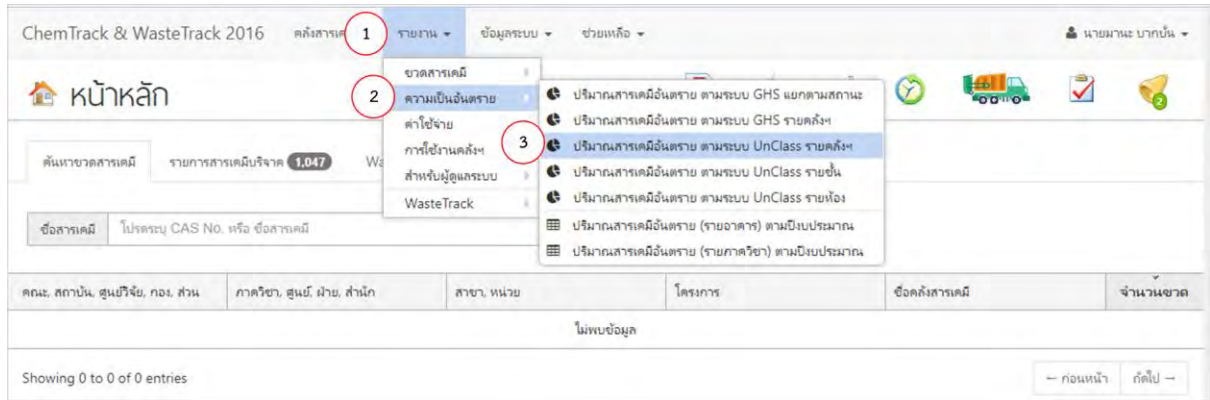 ChemTrack & WasteTrack 2016 คลังสารเค 1 รายงาน ข้อมูลระบบ ช่วยเหลือ นายมานะ บากบั่น
หน้าหลัก
ขวดสารเคมี
2 ความเป็นอันตราย
ค่าใช้จ่าย
การใช้งานคลังฯ
สำหรับผู้ดูแลระบบ
WasteTrack
ปริมาณสารเคมีอันตราย ตามระบบ GHS แยกตามสถานะ
ปริมาณสารเคมีอันตราย ตามระบบ GHS รายคลังฯ
3 ปริมาณสารเคมีอันตราย ตามระบบ UnClass รายคลังฯ
ปริมาณสารเคมีอันตราย ตามระบบ UnClass รายชั้น
ปริมาณสารเคมีอันตราย ตามระบบ UnClass รายห้อง
ปริมาณสารเคมีอันตราย (รายอาคาร) ตามปีงบประมาณ
ปริมาณสารเคมีอันตราย (รายภาควิชา) ตามปีงบประมาณ
2
ค้นหาขวดสารเคมี รายการสารเคมีบริจาค 1,047 Wa
ชื่อสารเคมี โปรดระบุ CAS No. หรือ ชื่อสารเคมี
คณะ, สถาบัน, ศูนย์วิจัย, กอง, ส่วน ภาควิชา, ศูนย์, ฝ่าย, สำนัก สาขา, หน่วย โครงการ ชื่อคลังสารเคมี จำนวนขวด
ไม่พบข้อมูล
Showing 0 to 0 of 0 entries ← ก่อนหน้า ถัดไป →